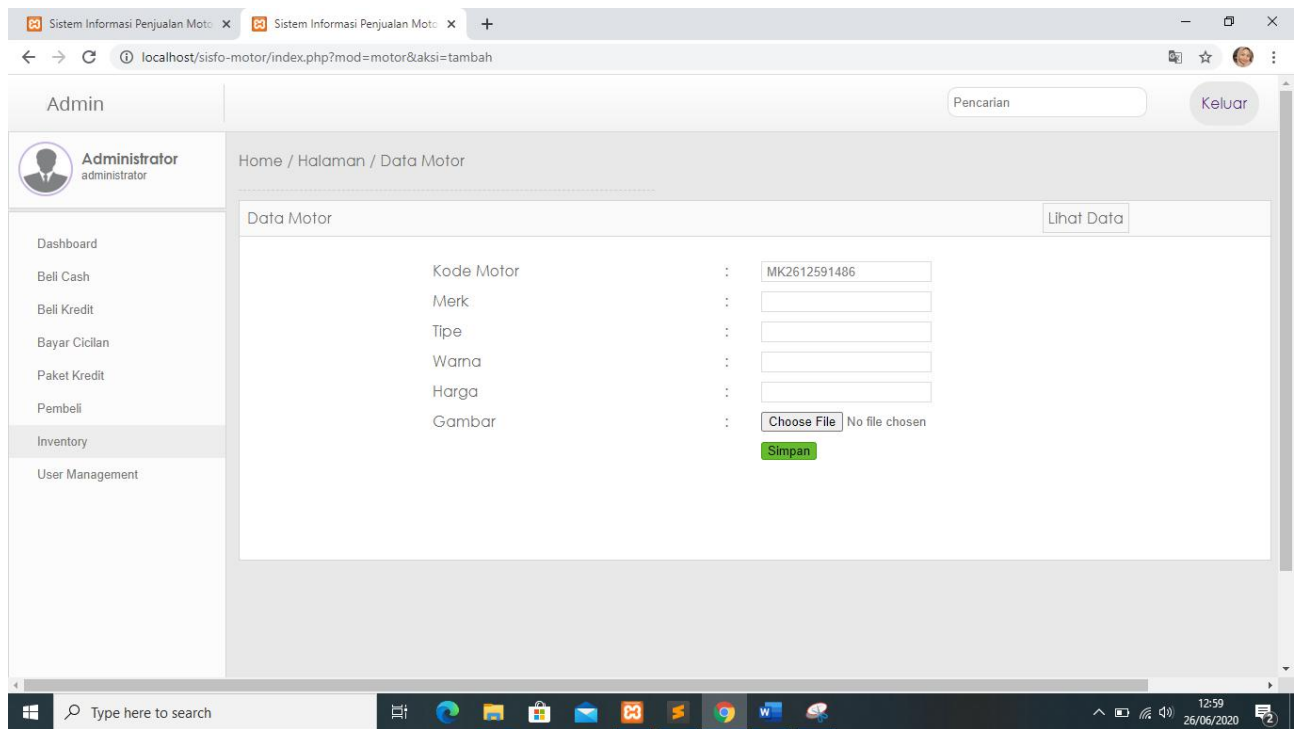 Sistem Informasi Penjualan Moto
Sistem Informasi Penjualan Moto
localhost/sisfo-motor/index.php?mod=motor&aksi=tambah
Admin
Pencarian
Keluar
Administrator
administrator
Home / Halaman / Data Motor
Data Motor
Lihat Data
Dashboard
Beli Cash
Beli Kredit
Bayar Cicilan
Paket Kredit
Pembeli
Inventory
User Management
Kode Motor : MK2612591486
Merk :
Tipe :
Warna :
Harga :
Gambar : Choose File No file chosen
Simpan
Type here to search
12:59
26/06/2020
2